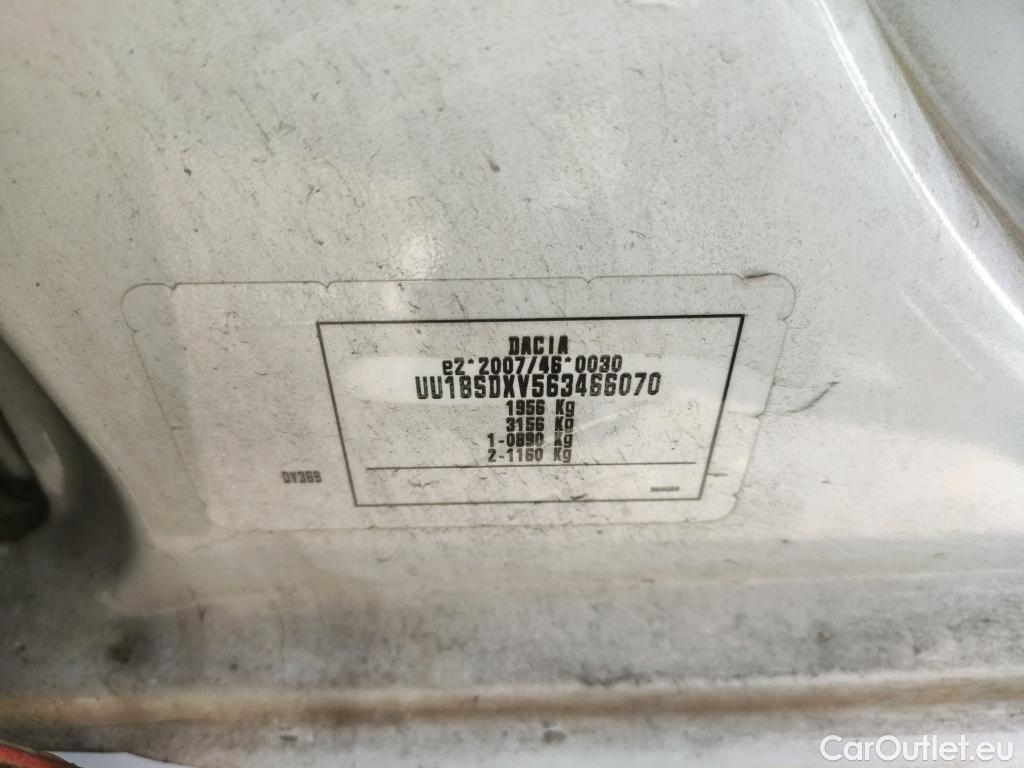 DACIA
e2*2007/46*0030
UU1BSDXV563466070
1956 Kg
3156 Kg
1-0890 Kg
2-1160 Kg
DV369
CarOutlet.eu